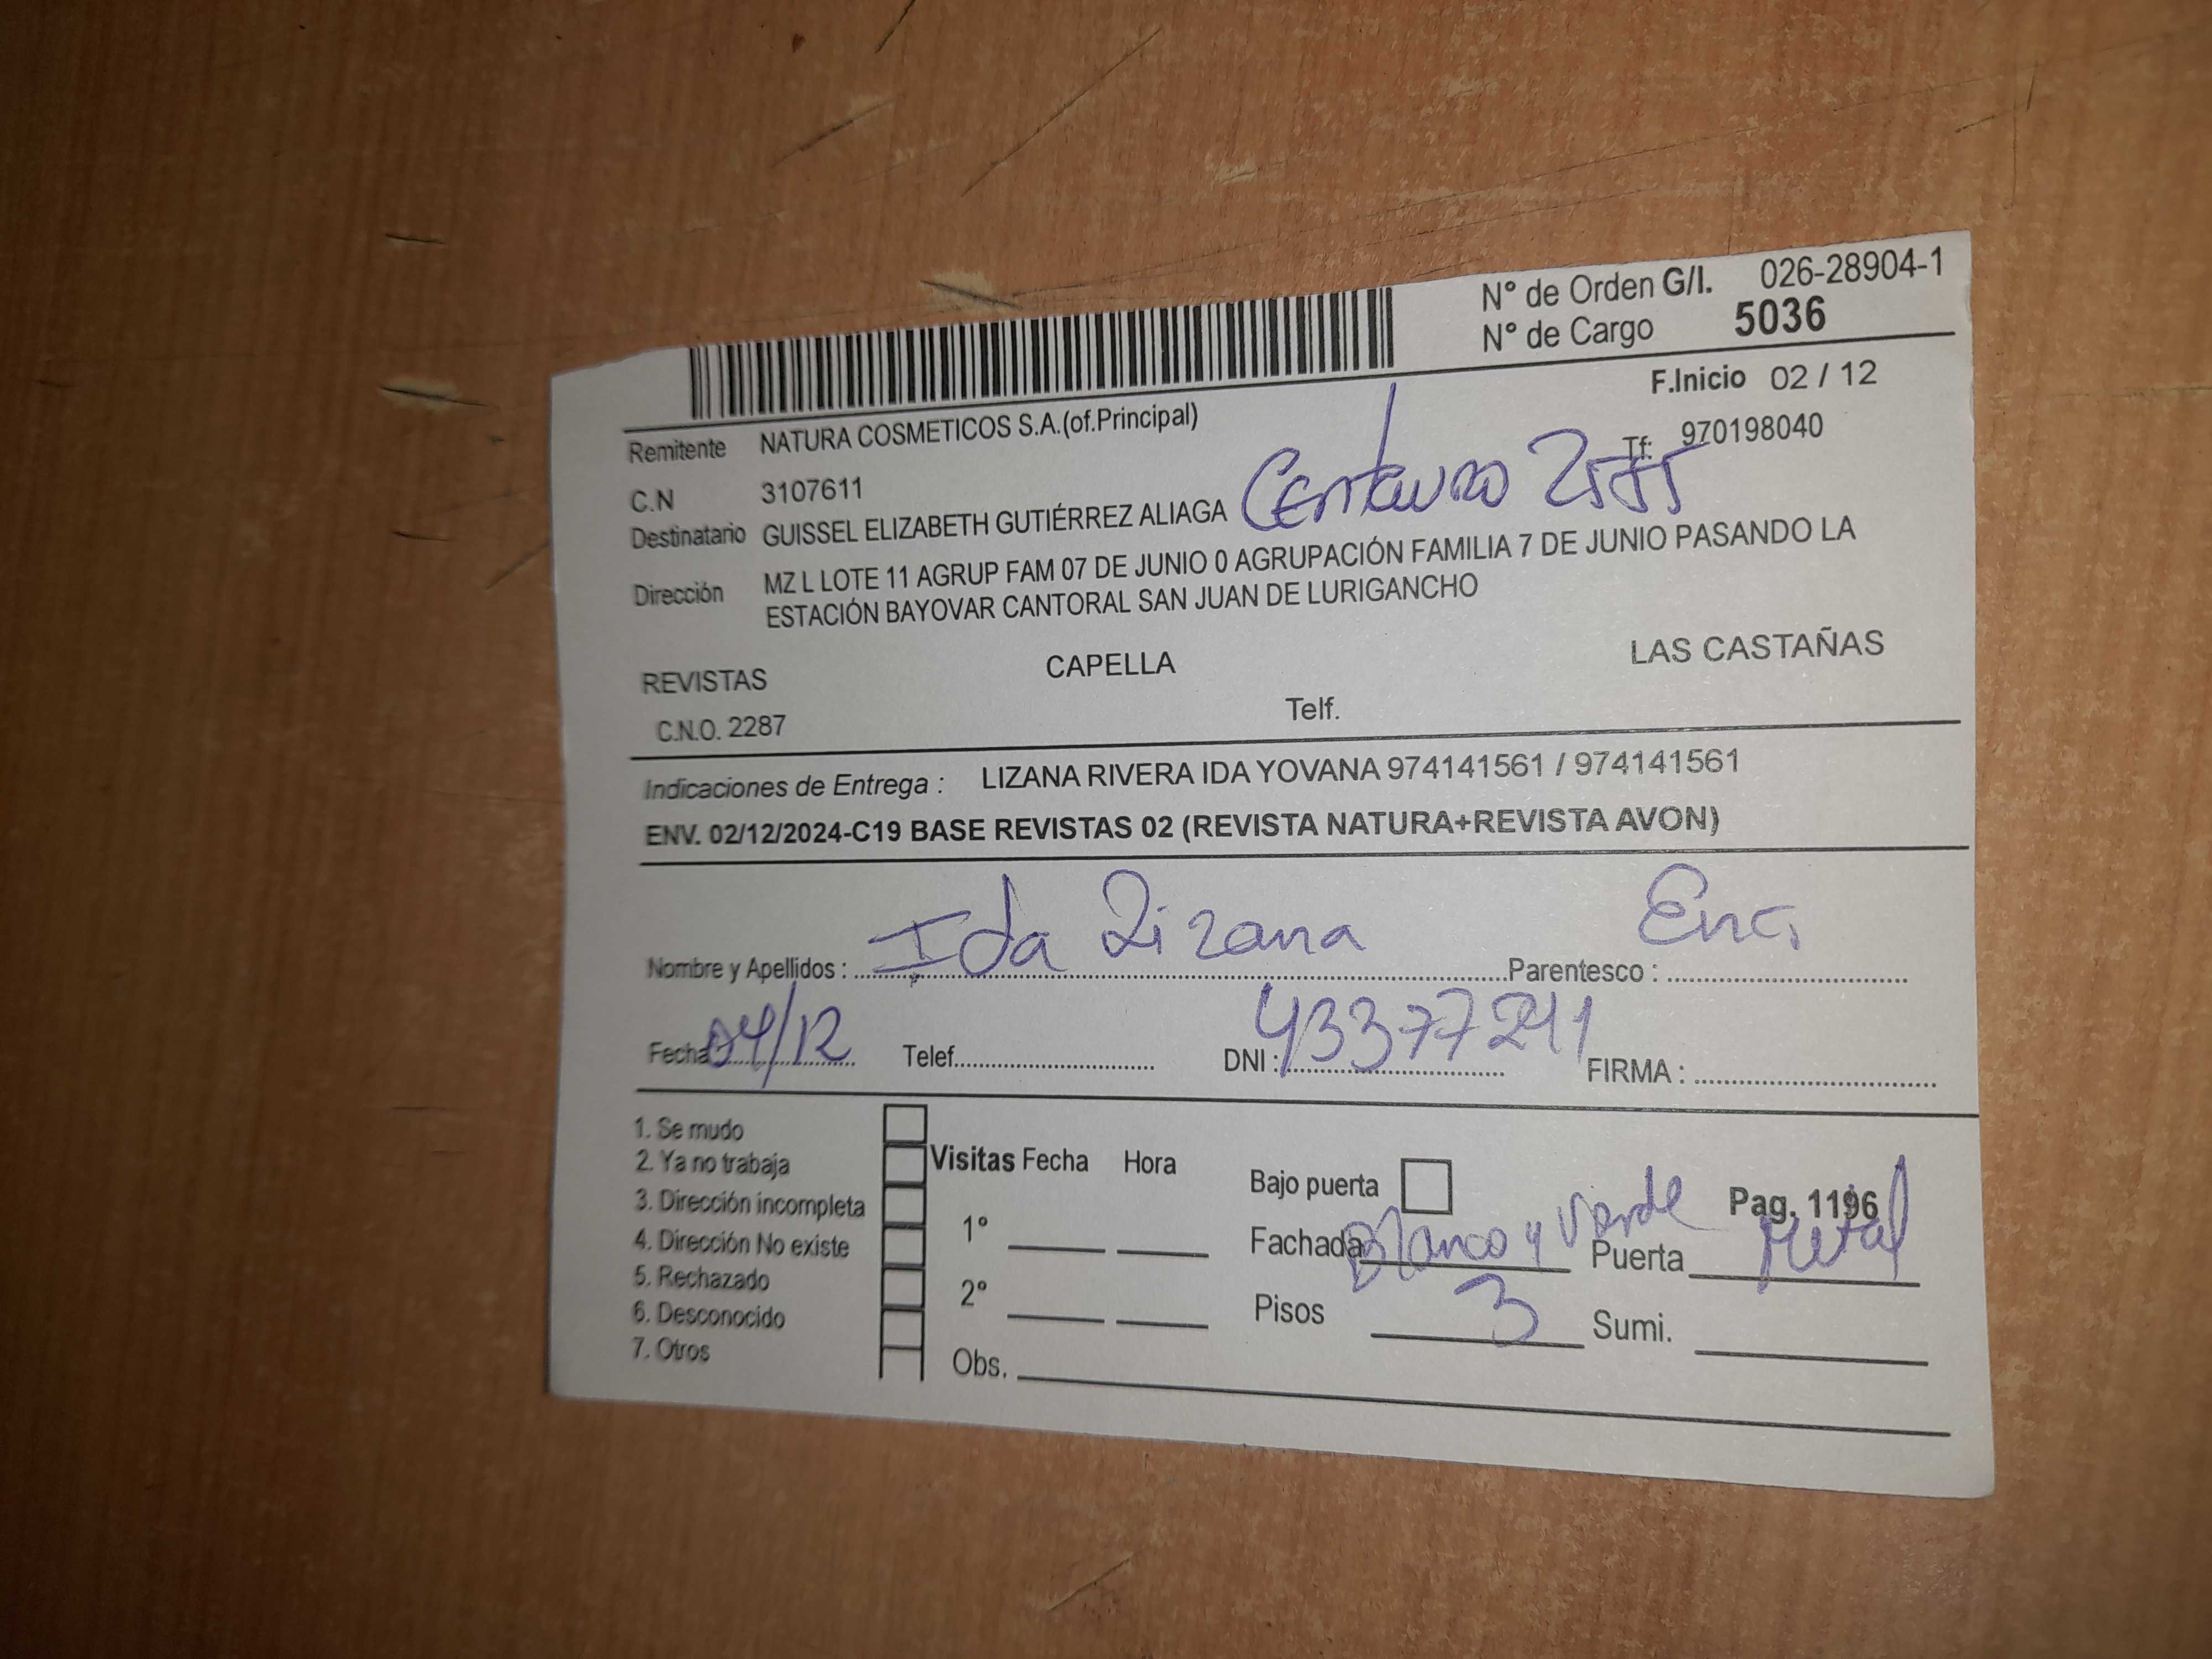 N° de Orden G/I. 026-28904-1
N° de Cargo 5036
F.Inicio 02 / 12
Remitente NATURA COSMETICOS S.A.(of.Principal)
Tf: 970198040
C.N 3107611
Centauro 2575
Destinatario GUISSEL ELIZABETH GUTIÉRREZ ALIAGA
Dirección MZ L LOTE 11 AGRUP FAM 07 DE JUNIO 0 AGRUPACIÓN FAMILIA 7 DE JUNIO PASANDO LA
ESTACIÓN BAYOVAR CANTORAL SAN JUAN DE LURIGANCHO
REVISTAS CAPELLA LAS CASTAÑAS
C.N.O. 2287 Telf.
Indicaciones de Entrega : LIZANA RIVERA IDA YOVANA 974141561 / 974141561
ENV. 02/12/2024-C19 BASE REVISTAS 02 (REVISTA NATURA+REVISTA AVON)
Nombre y Apellidos : Ida Lizana Parentesco : Enc.
Fecha 04/12 Telef. DNI : 43377241 FIRMA :
1. Se mudo
2. Ya no trabaja
3. Dirección incompleta
4. Dirección No existe
5. Rechazado
6. Desconocido
7. Otros
Visitas Fecha Hora
1°
2°
Obs.
Bajo puerta Pag. 1196
Fachada Blanco y Verde Puerta Metal
Pisos 3 Sumi.